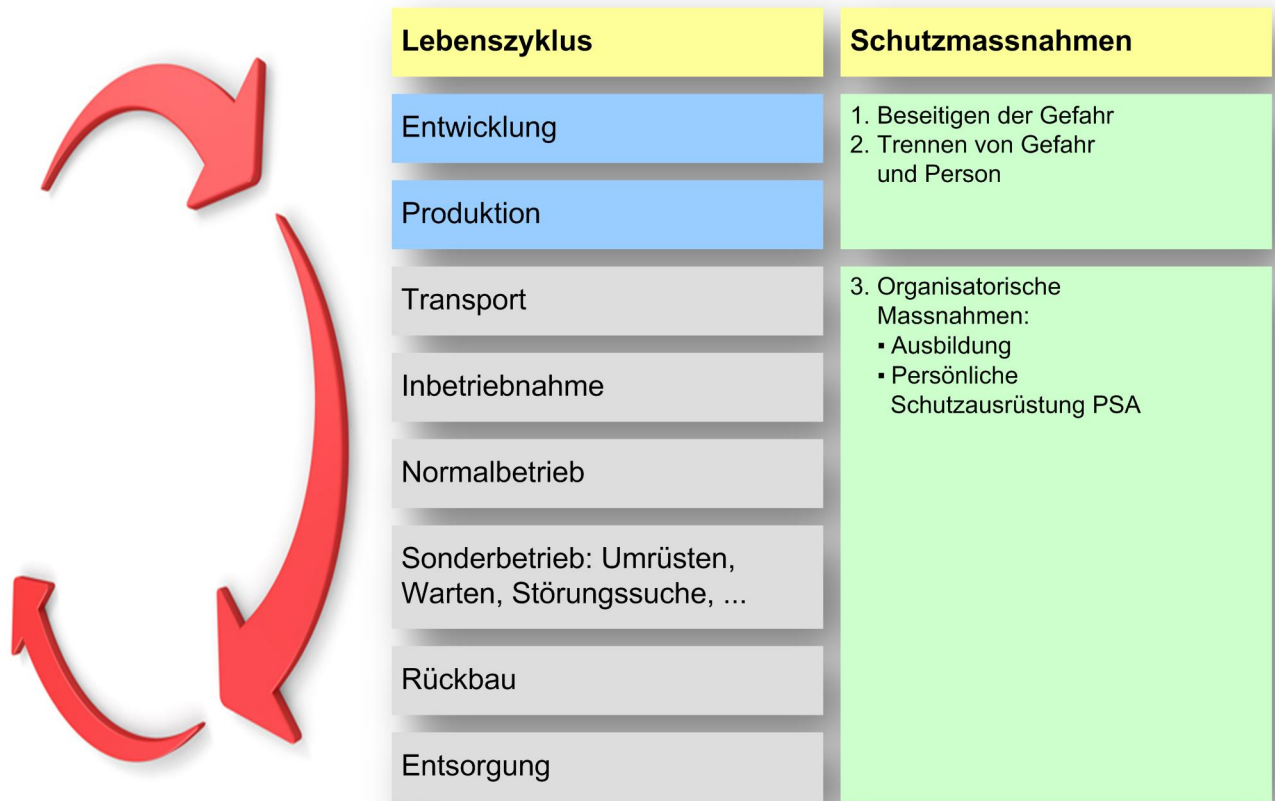 Lebenszyklus
Schutzmassnahmen
Entwicklung
1. Beseitigen der Gefahr
2. Trennen von Gefahr
und Person
Produktion
Transport
3. Organisatorische
Massnahmen:
▪ Ausbildung
▪ Persönliche
Schutzausrüstung PSA
Inbetriebnahme
Normalbetrieb
Sonderbetrieb: Umrüsten,
Warten, Störungssuche, ...
Rückbau
Entsorgung